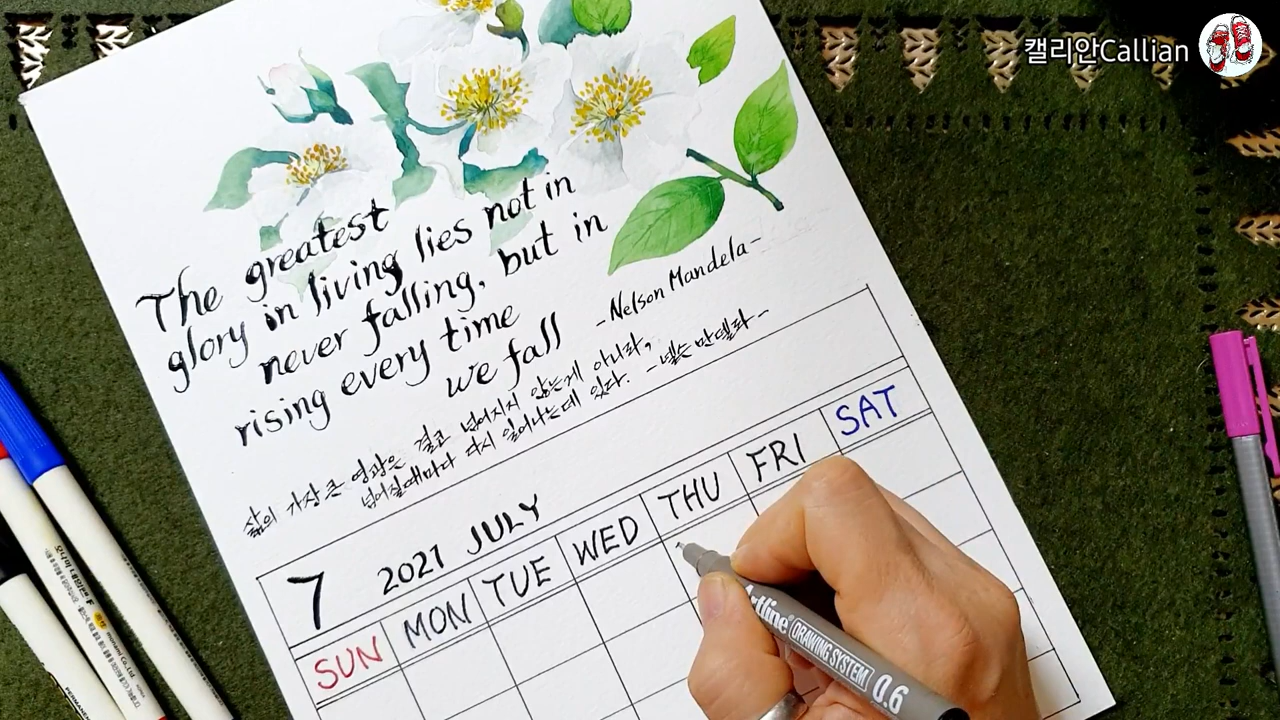 캘리안Callian
The greatest
glory in living lies not in
never falling, but in
rising every time
we fall
-Nelson Mandela-
삶의 가장 큰 영광은 결코 넘어지지 않는게 아니라,
넘어질때마다 다시 일어나는데 있다. -넬슨 만델라-
7 2021 JULY
SUN MON TUE WED THU FRI SAT
Artline DRAWING SYSTEM 0.6
monami Co.,Ltd